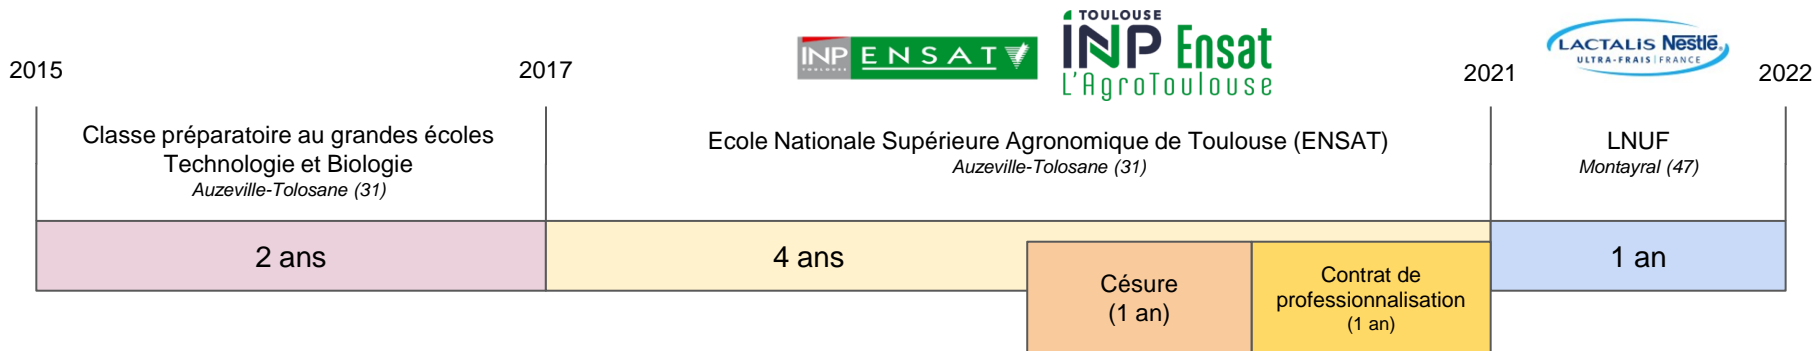 2015
2017
2021
2022
INP ENSAT
TOULOUSE
TOULOUSE
INP Ensat
L'AgroToulouse
LACTALIS Nestlé
ULTRA-FRAIS | FRANCE
Classe préparatoire au grandes écoles
Technologie et Biologie
Auzeville-Tolosane (31)
Ecole Nationale Supérieure Agronomique de Toulouse (ENSAT)
Auzeville-Tolosane (31)
LNUF
Montayral (47)
2 ans
4 ans
Césure
(1 an)
Contrat de
professionnalisation
(1 an)
1 an